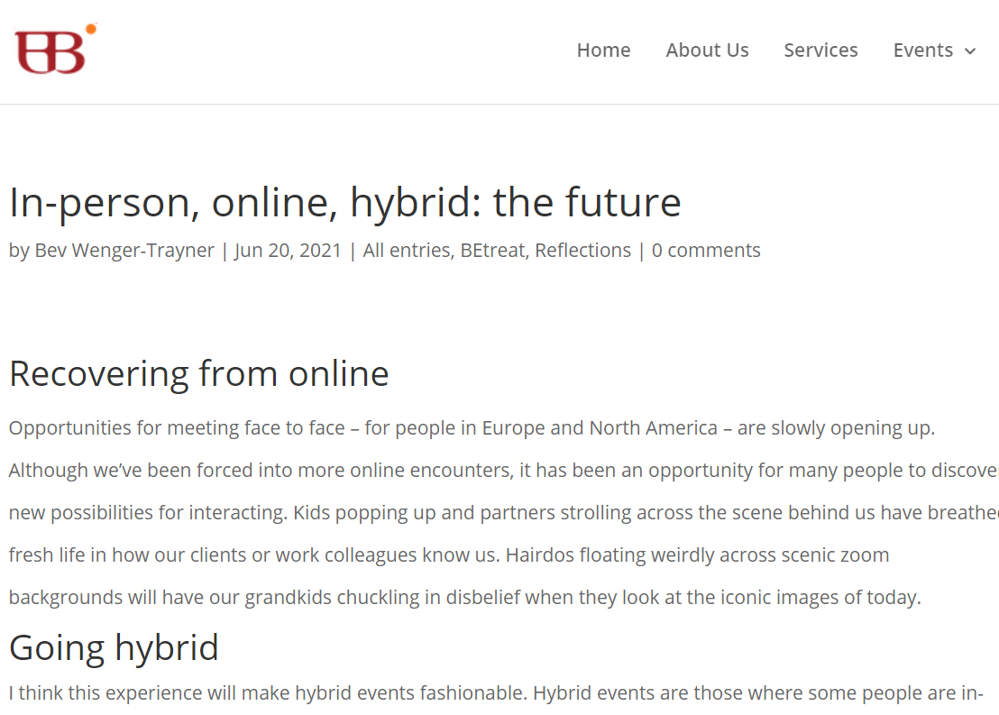 EB
Home About Us Services Events
In-person, online, hybrid: the future
by Bev Wenger-Trayner | Jun 20, 2021 | All entries, BEtreat, Reflections | 0 comments
Recovering from online
Opportunities for meeting face to face – for people in Europe and North America – are slowly opening up.
Although we’ve been forced into more online encounters, it has been an opportunity for many people to discove
new possibilities for interacting. Kids popping up and partners strolling across the scene behind us have breathe
fresh life in how our clients or work colleagues know us. Hairdos floating weirdly across scenic zoom
backgrounds will have our grandkids chuckling in disbelief when they look at the iconic images of today.
Going hybrid
I think this experience will make hybrid events fashionable. Hybrid events are those where some people are in-